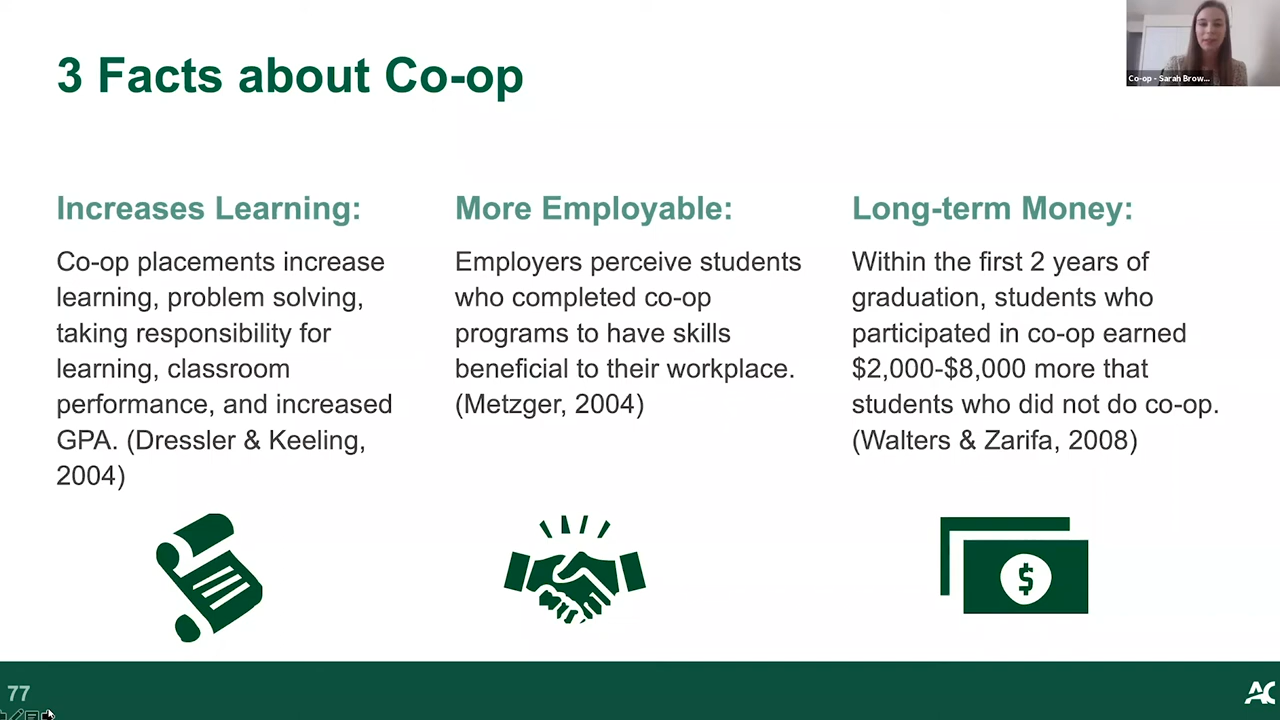 3 Facts about Co-op
Co-op - Sarah Brow...
Increases Learning:
Co-op placements increase
learning, problem solving,
taking responsibility for
learning, classroom
performance, and increased
GPA. (Dressler & Keeling,
2004)
More Employable:
Employers perceive students
who completed co-op
programs to have skills
beneficial to their workplace.
(Metzger, 2004)
Long-term Money:
Within the first 2 years of
graduation, students who
participated in co-op earned
$2,000-$8,000 more that
students who did not do co-op.
(Walters & Zarifa, 2008)
$
77
AC